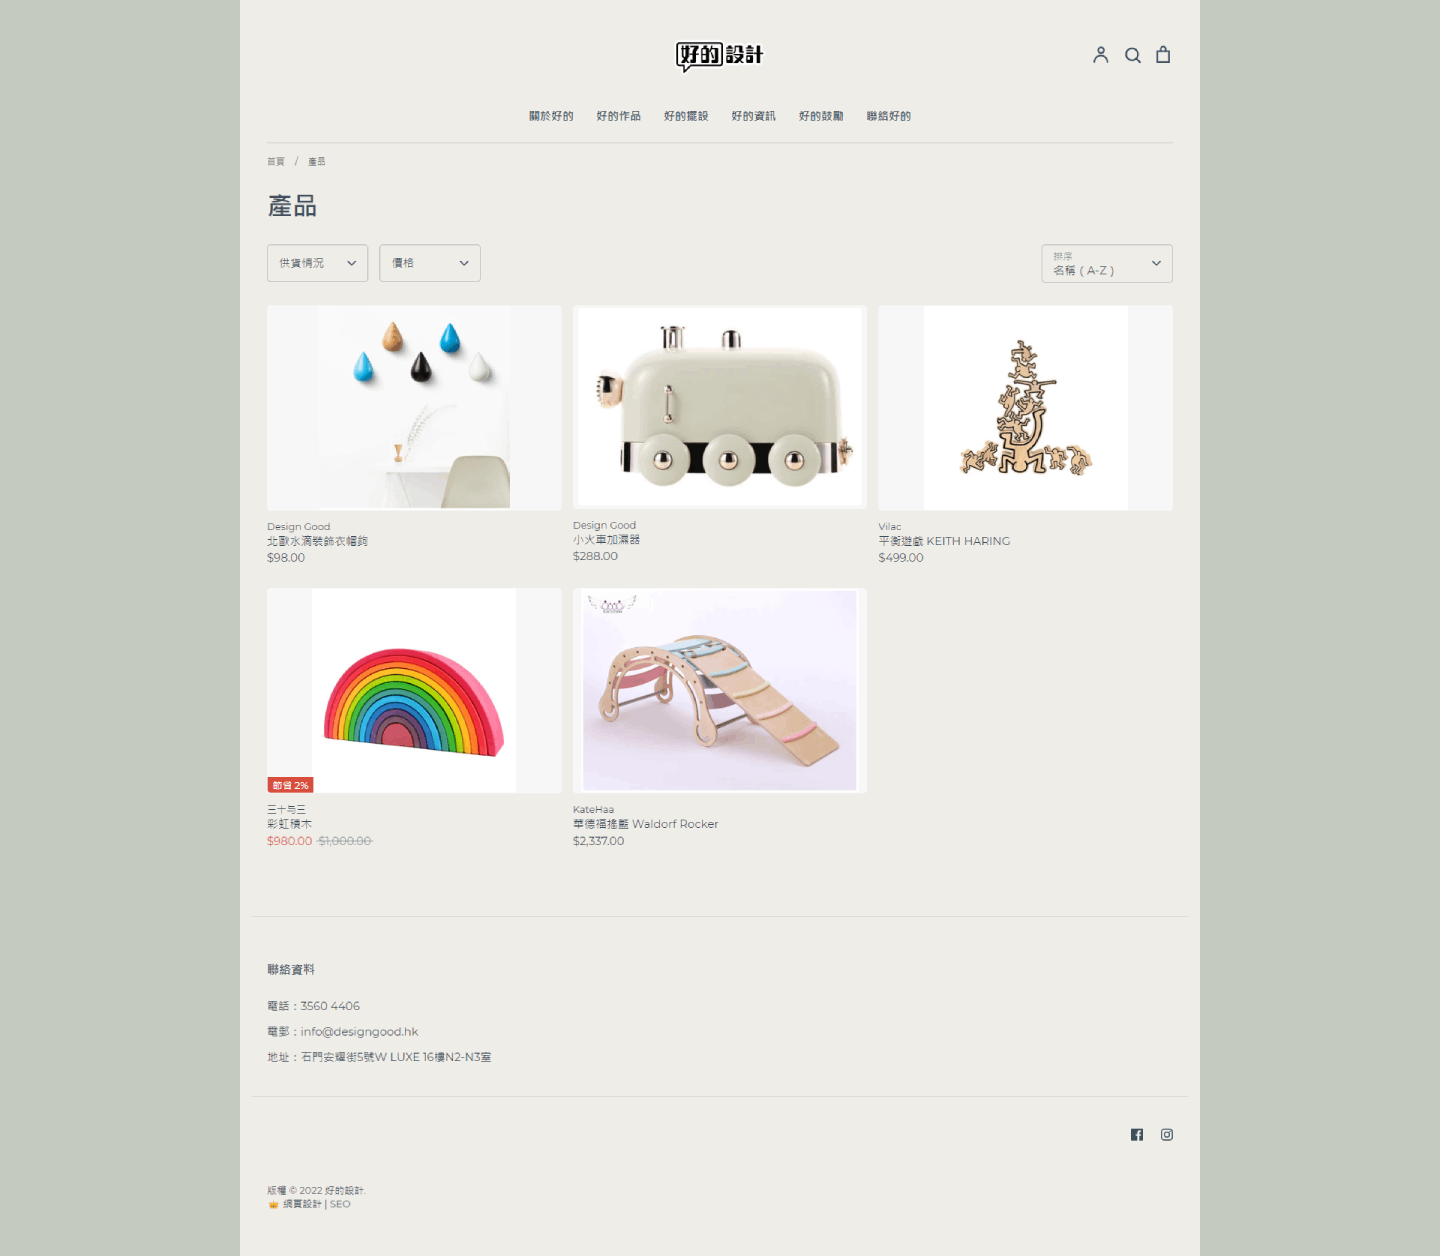 好的設計
關於好的 好的作品 好的擺設 好的資訊 好的鼓勵 聯絡好的
首頁 / 產品
產品
供貨情況 價格
排序
名稱 ( A-Z )
Design Good
北歐水滴裝飾衣帽鉤
$98.00
Design Good
小火車加濕器
$288.00
Vilac
平衡遊戲 KEITH HARING
$499.00
節省 2%
三十与三
彩虹積木
$980.00 $1,000.00
KateHaa
華德福搖籃 Waldorf Rocker
$2,337.00
聯絡資料
電話：3560 4406
電郵：info@designgood.hk
地址：石門安耀街5號W LUXE 16樓N2-N3室
版權 © 2022 好的設計.
網頁設計 | SEO